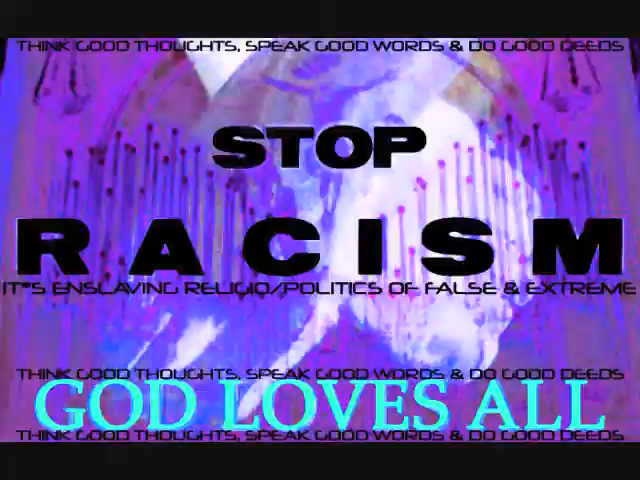 THINK GOOD THOUGHTS, SPEAK GOOD WORDS & DO GOOD DEEDS
STOP
RACISM
IT"S ENSLAVING RELIGIO/POLITICS OF FALSE & EXTREME
THINK GOOD THOUGHTS, SPEAK GOOD WORDS & DO GOOD DEEDS
GOD LOVES ALL
THINK GOOD THOUGHTS, SPEAK GOOD WORDS & DO GOOD DEEDS